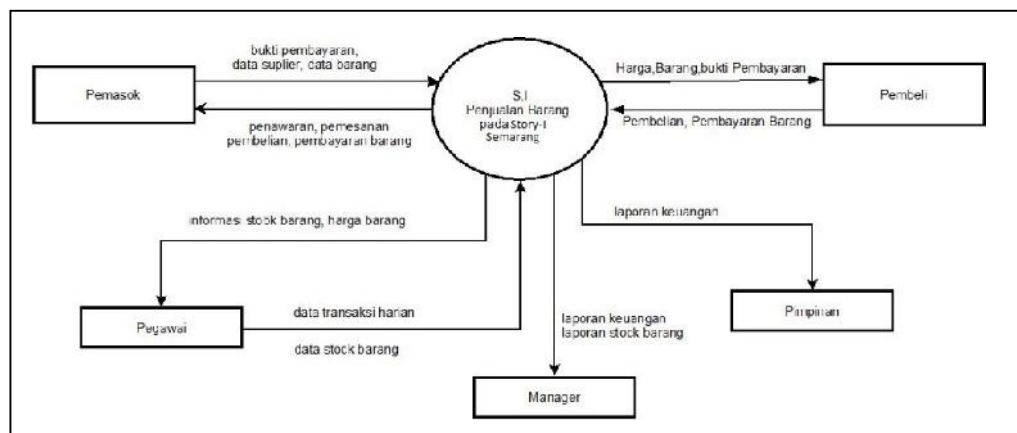 bukti pembayaran,
data suplier, data barang
Pemasok
penawaran, pemesanan
pembelian, pembayaran barang
S.I
Penjualan Barang
pada Story-I
Semarang
Harga,Barang,bukti Pembayaran
Pembeli
Pembelian, Pembayaran Barang
informasi stock barang, harga barang
laporan keuangan
Pegawai
data transaksi harian
data stock barang
laporan keuangan
laporan stock barang
Pimpinan
Manager